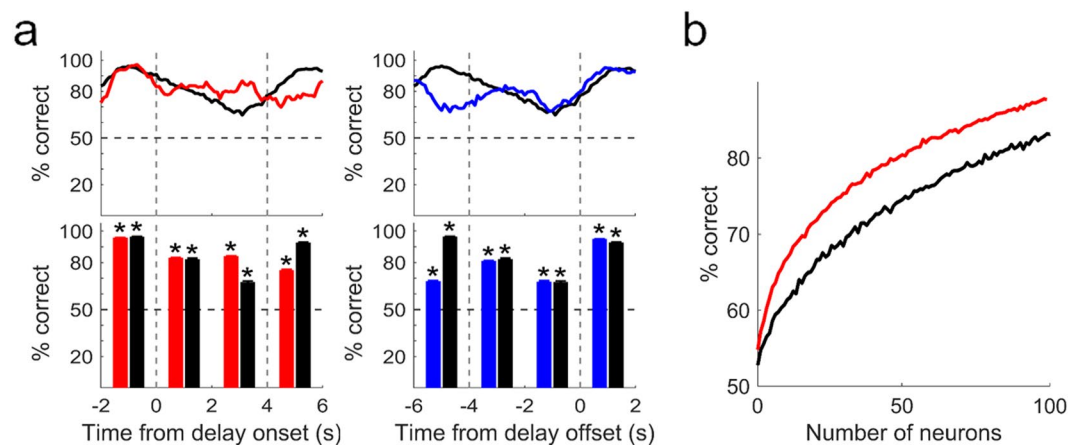 a
% correct
100
80
50
20
% correct
100
80
50
20
-2 0 2 4 6
Time from delay onset (s)
% correct
100
80
50
20
% correct
100
80
50
20
-6 -4 -2 0 2
Time from delay offset (s)
* * * * * * * *
* * * * * * * *
b
% correct
80
70
60
50
0 50 100
Number of neurons